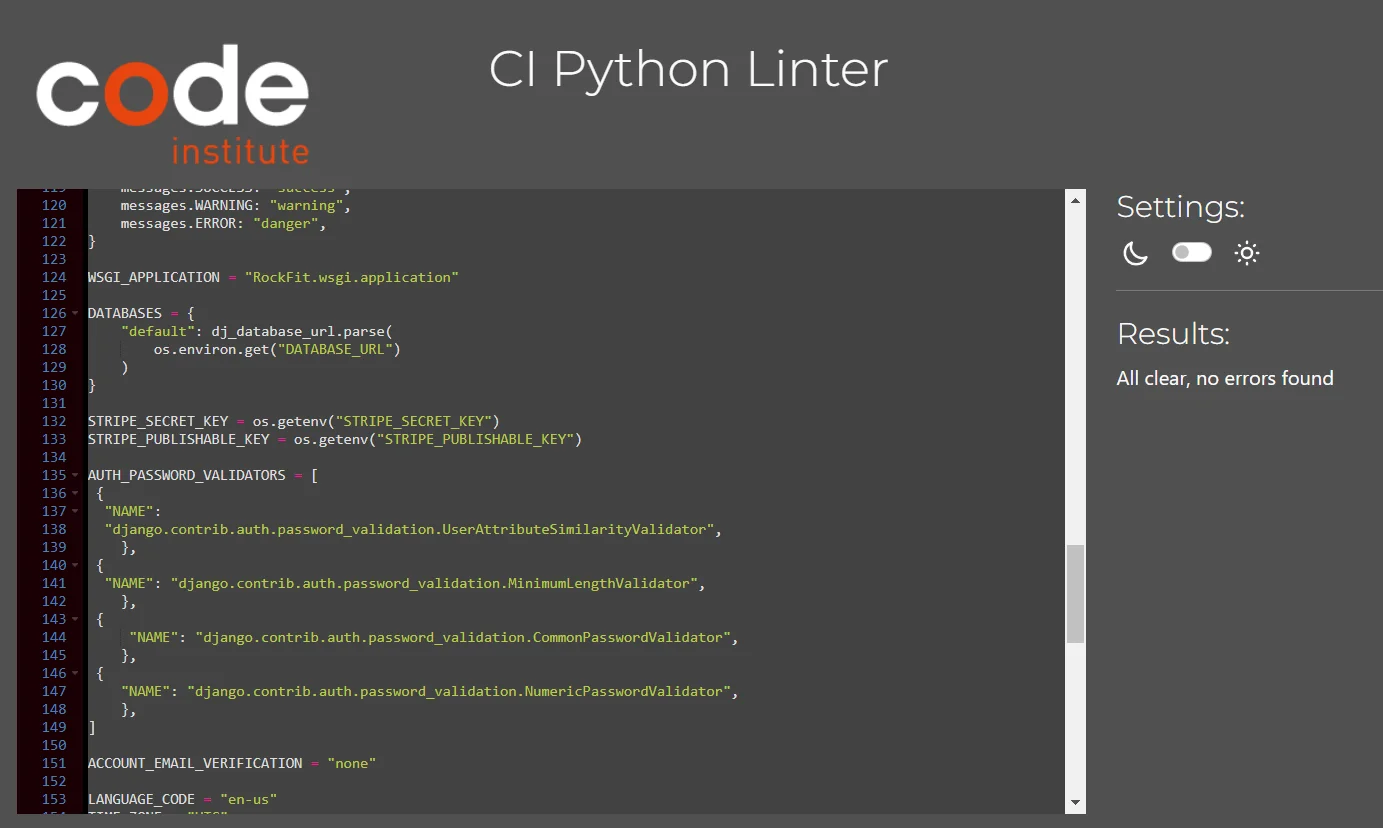 code
institute
CI Python Linter
119 messages.SUCCESS: "success",
120 messages.WARNING: "warning",
121 messages.ERROR: "danger",
122 }
123
124 WSGI_APPLICATION = "RockFit.wsgi.application"
125
126 DATABASES = {
127 "default": dj_database_url.parse(
128 os.environ.get("DATABASE_URL")
129 )
130 }
131
132 STRIPE_SECRET_KEY = os.getenv("STRIPE_SECRET_KEY")
133 STRIPE_PUBLISHABLE_KEY = os.getenv("STRIPE_PUBLISHABLE_KEY")
134
135 AUTH_PASSWORD_VALIDATORS = [
136 {
137 "NAME":
138 "django.contrib.auth.password_validation.UserAttributeSimilarityValidator",
139 },
140 {
141 "NAME": "django.contrib.auth.password_validation.MinimumLengthValidator",
142 },
143 {
144 "NAME": "django.contrib.auth.password_validation.CommonPasswordValidator",
145 },
146 {
147 "NAME": "django.contrib.auth.password_validation.NumericPasswordValidator",
148 },
149 ]
150
151 ACCOUNT_EMAIL_VERIFICATION = "none"
152
153 LANGUAGE_CODE = "en-us"
154 TIME_ZONE = "UTC"
Settings:
Results:
All clear, no errors found